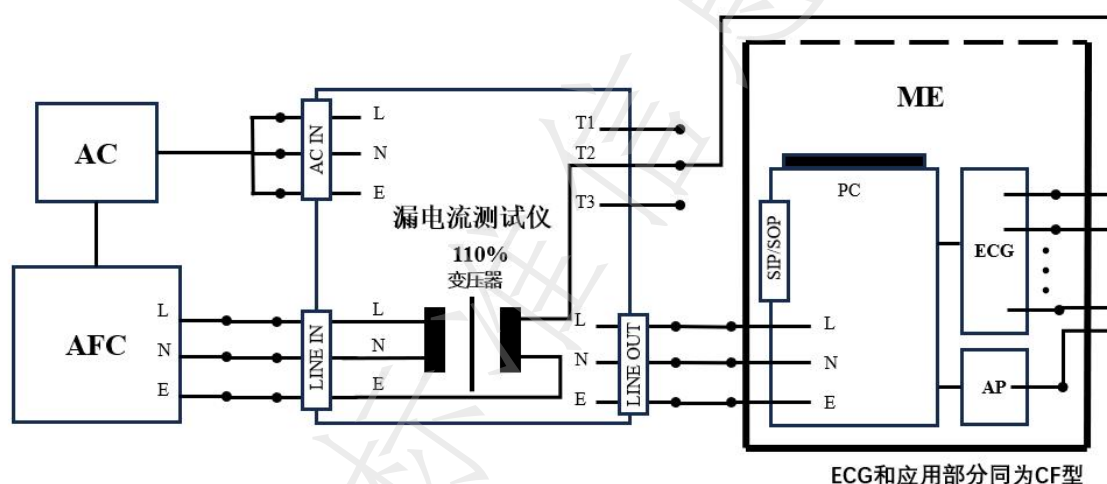 AC
AFC
L
N
E
AC IN
L
N
E
漏电流测试仪
110%
变压器
T1
T2
T3
LINE IN
L
N
E
L
N
E
LINE OUT
ME
PC
SIP/SOP
ECG
AP
L
N
E
ECG和应用部分同为CF型